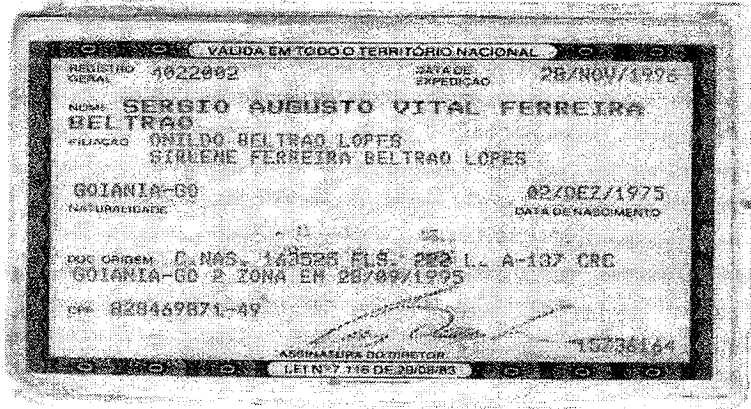 VÁLIDA EM TODO O TERRITÓRIO NACIONAL
REGISTRO GERAL 4022002 DATA DE EXPEDIÇÃO 28/NOV/1996
NOME SERGIO AUGUSTO VITAL FERREIRA
BELTRAO
FILIAÇÃO ONILDO BELTRAO LOPES
SIRLENE FERREIRA BELTRAO LOPES
GOIANIA-GO 02/DEZ/1975
NATURALIDADE DATA DE NASCIMENTO
DOC ORIGEM C.NAS. FLS. L. A-137 CRC
GOIANIA-GO 2 ZONA EM 28/09/1995
CPF 828469871-49
ASSINATURA DO DIRETOR
LEI Nº 7.116 DE 29/08/83